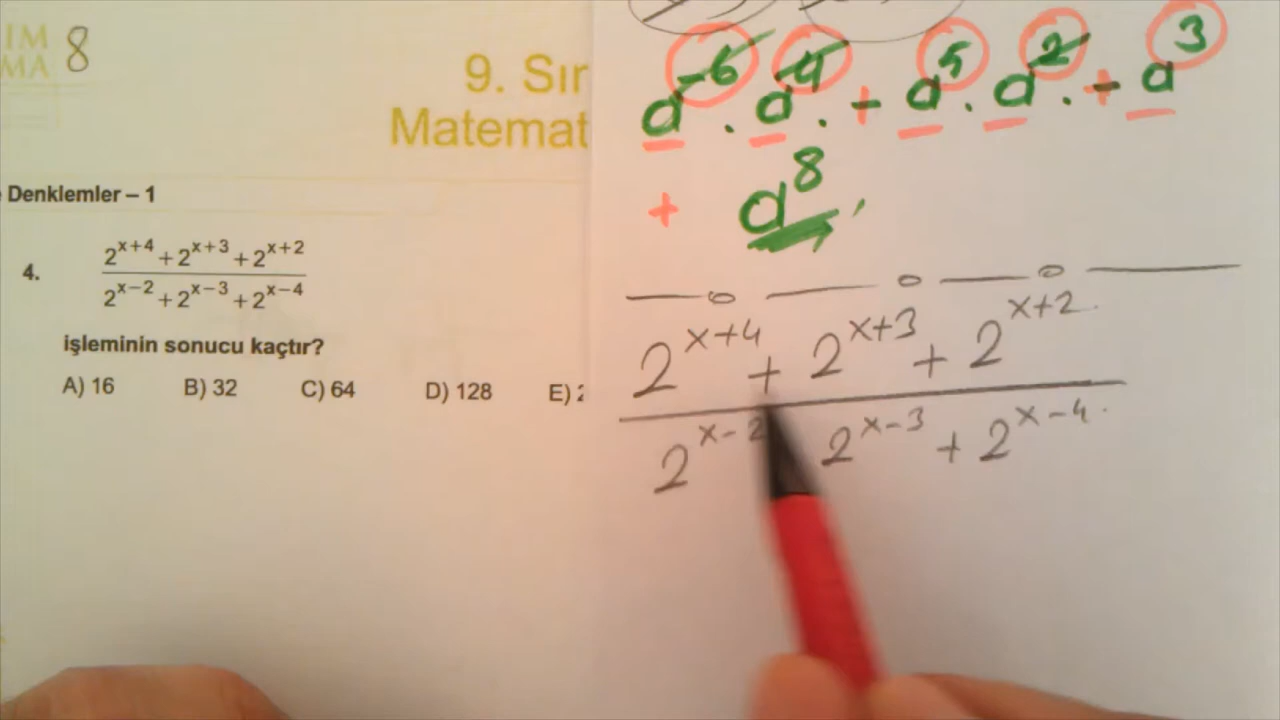 IM
MA 8
9. Sır
Matemat
Denklemler – 1
4. 2^{x+4} + 2^{x+3} + 2^{x+2}
2^{x–2} + 2^{x–3} + 2^{x–4}
işleminin sonucu kaçtır?
A) 16 B) 32 C) 64 D) 128 E) 2
a^{-6} . a^{-4} . + a^{5} . a^{2} . + a^{3}
+ a^{8}
2^{x+4} + 2^{x+3} + 2^{x+2}
2^{x-2} 2^{x-3} + 2^{x-4}